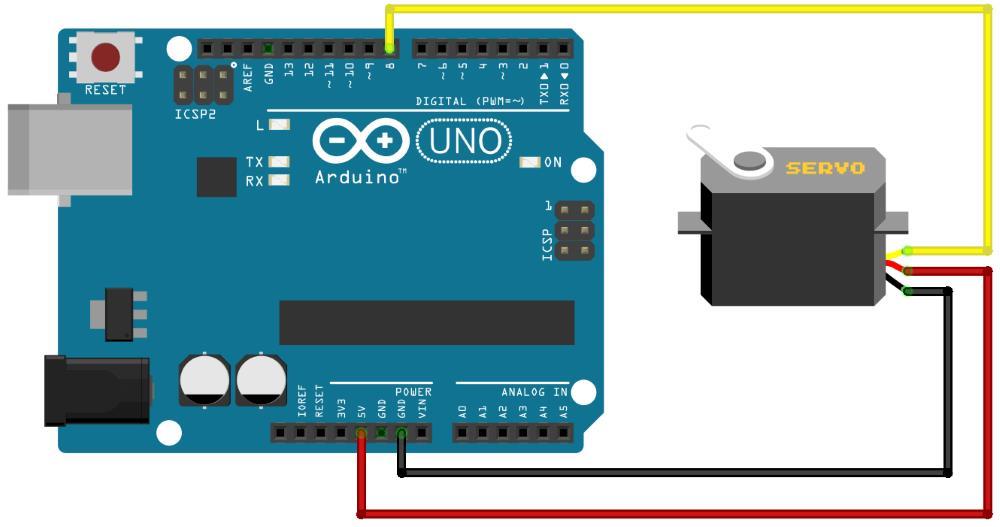 RESET
ICSP2
AREF
GND
13
12
~11
~10
~9
8
7
~6
~5
4
~3
2
TX0▲1
RX0▼0
DIGITAL (PWM=~)
L
TX
RX
UNO
Arduino™
ON
1
ICSP
SERVO
POWER
ANALOG IN
IOREF
RESET
3V3
5V
GND
GND
VIN
A0
A1
A2
A3
A4
A5